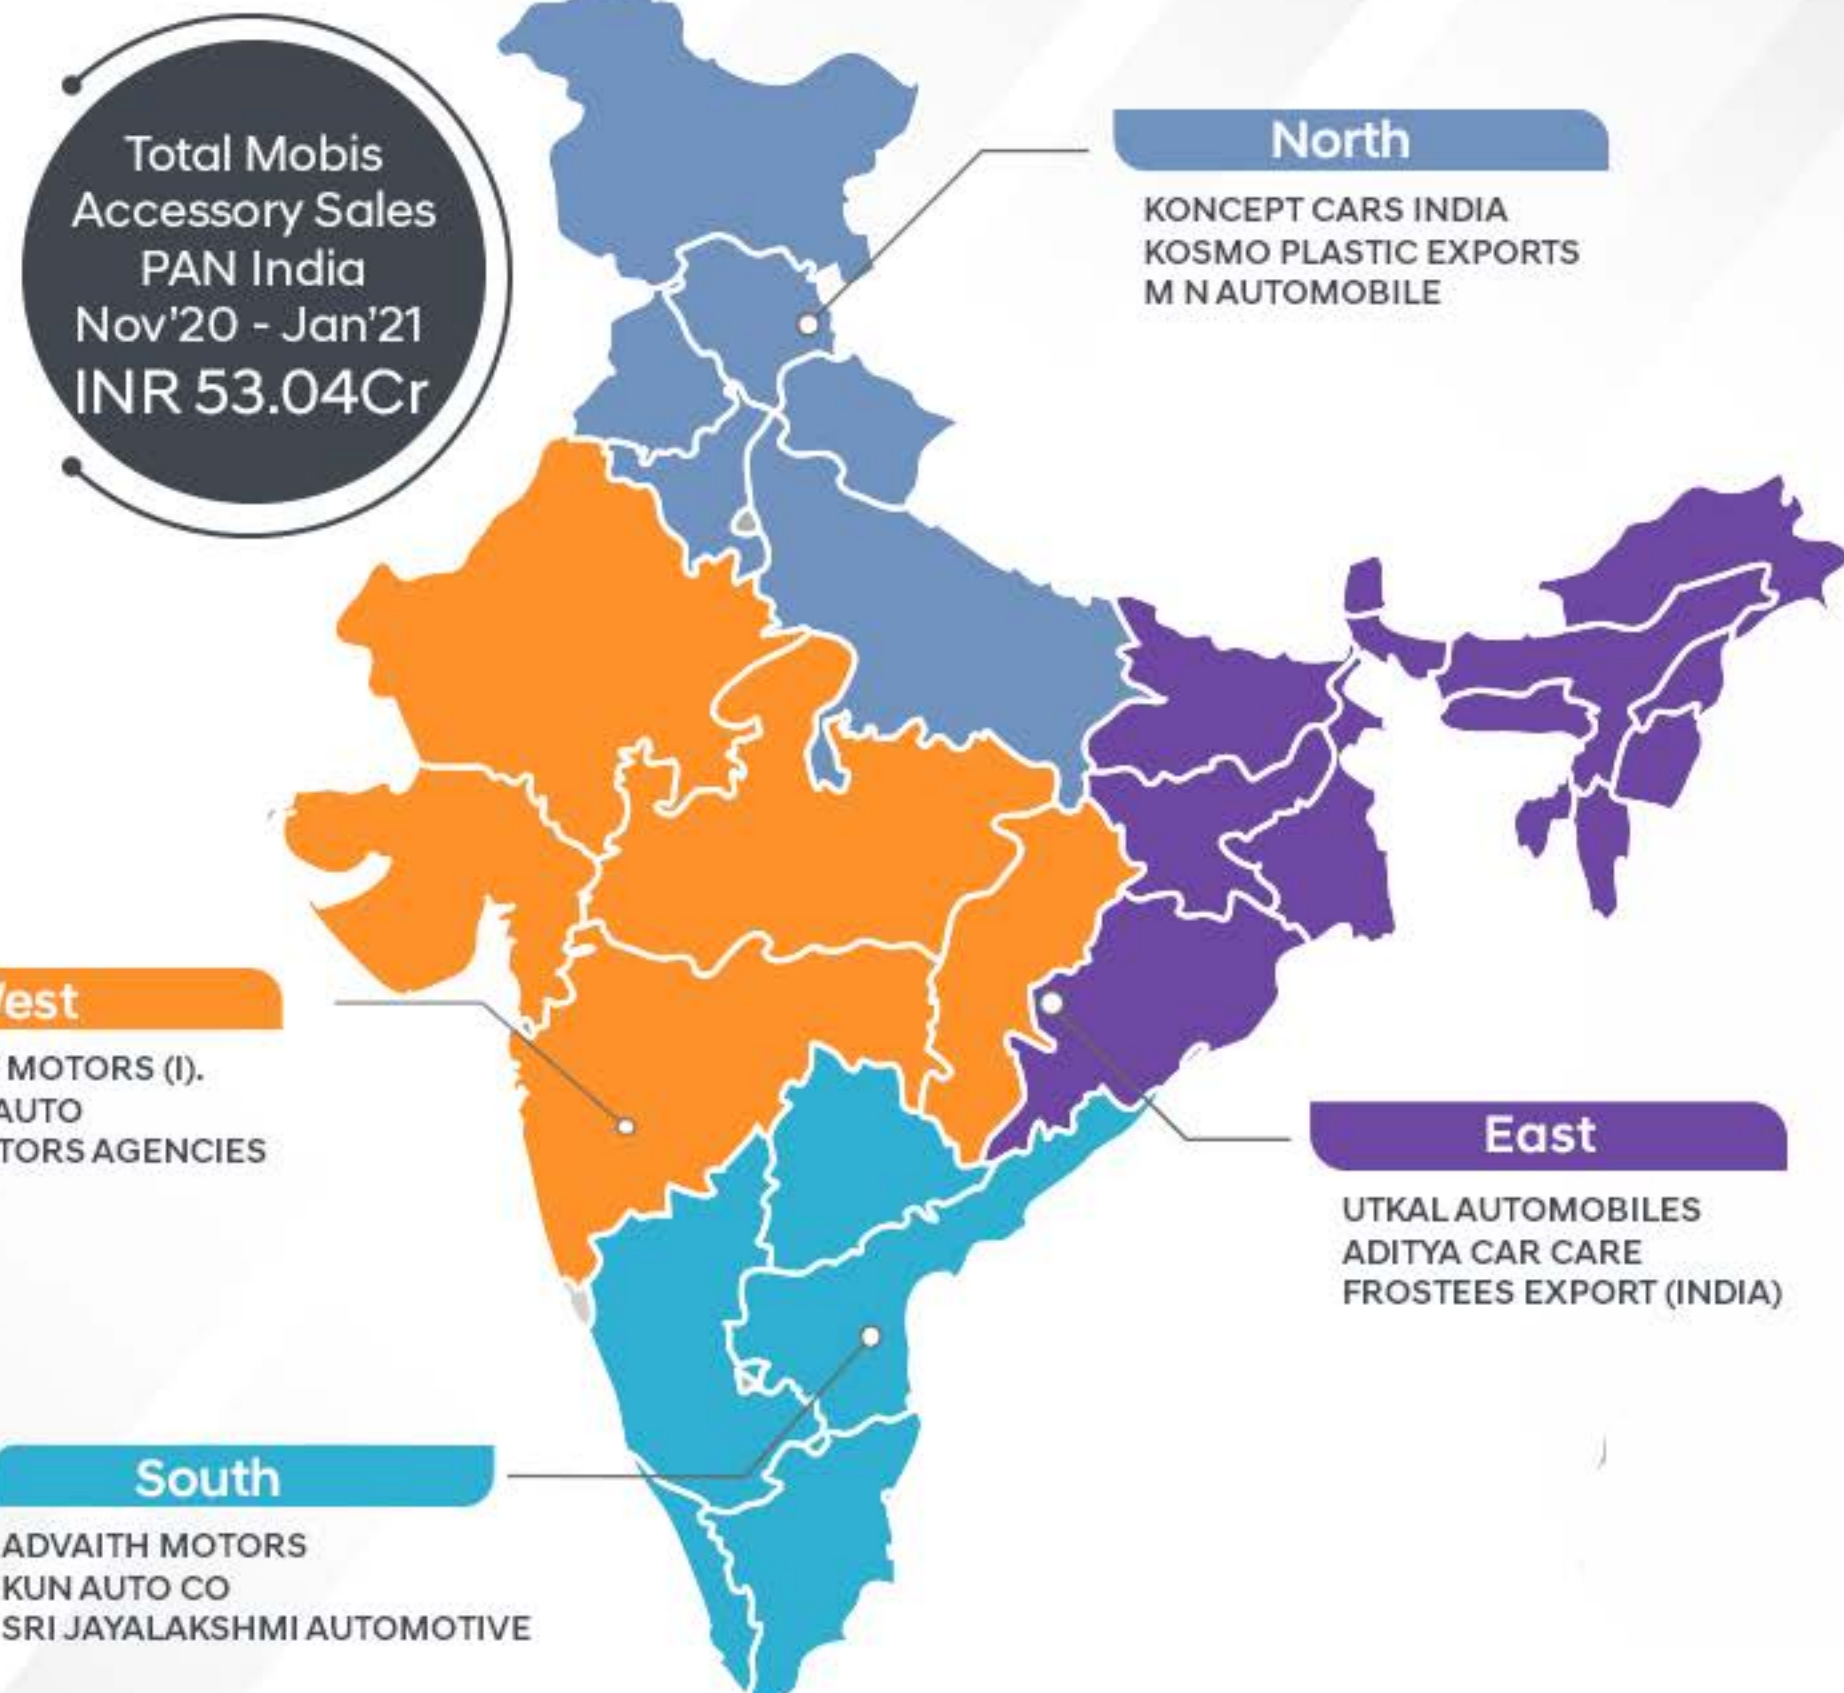 Total Mobis
Accessory Sales
PAN India
Nov'20 - Jan'21
INR 53.04Cr
North
KONCEPT CARS INDIA
KOSMO PLASTIC EXPORTS
M N AUTOMOBILE
MOTORS (I).
AUTO
AGENCIES
East
UTKAL AUTOMOBILES
ADITYA CAR CARE
FROSTEES EXPORT (INDIA)
South
ADVAITH MOTORS
KUN AUTO CO
SRI JAYALAKSHMI AUTOMOTIVE